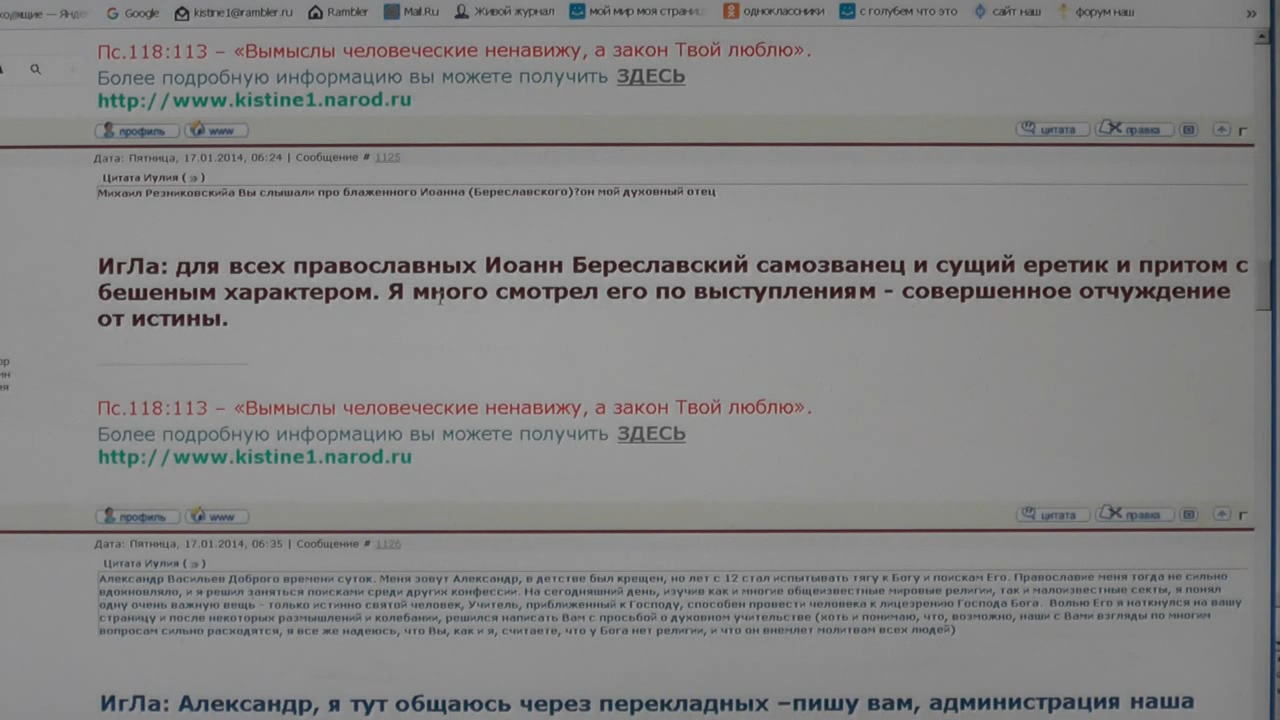 ходящие — Янде Google kistine1@rambler.ru Rambler Mail.Ru Живой журнал мой мир моя страниц одноклассники с голубем что это сайт наш форум наш »
Пс.118:113 – «Вымыслы человеческие ненавижу, а закон Твой люблю».
Более подробную информацию вы можете получить ЗДЕСЬ
http://www.kistine1.narod.ru
профиль www цитата правка
Дата: Пятница, 17.01.2014, 06:24 | Сообщение # 1125
Цитата Иулия ( )
Михаил Резниковскийа Вы слышали про блаженного Иоанна (Береславского)?он мой духовный отец
ИгЛа: для всех православных Иоанн Береславский самозванец и сущий еретик и притом с
бешеным характером. Я много смотрел его по выступлениям - совершенное отчуждение
от истины.
Пс.118:113 – «Вымыслы человеческие ненавижу, а закон Твой люблю».
Более подробную информацию вы можете получить ЗДЕСЬ
http://www.kistine1.narod.ru
профиль www цитата правка
Дата: Пятница, 17.01.2014, 06:35 | Сообщение # 1126
Цитата Иулия ( )
Александр Васильев Доброго времени суток. Меня зовут Александр, в детстве был крещен, но лет с 12 стал испытывать тягу к Богу и поискам Его. Православие меня тогда не сильно
вдохновляло, и я решил заняться поисками среди других конфессии. На сегодняшний день, изучив как и многие общеизвестные мировые религии, так и малоизвестные секты, я понял
одну очень важную вещь - только истинно святой человек, Учитель, приближенный к Господу, способен провести человека к лицезрению Господа Бога. Волью Его я наткнулся на вашу
страницу и после некоторых размышлений и колебании, решился написать Вам с просьбой о духовном учительстве (хоть и понимаю, что, возможно, наши с Вами взгляды по многим
вопросам сильно расходятся, я все же надеюсь, что Вы, как и я, считаете, что у Бога нет религии, и что он внемлет молитвам всех людей)
ИгЛа: Александр, я тут общаюсь через перекладных –пишу вам, администрация наша